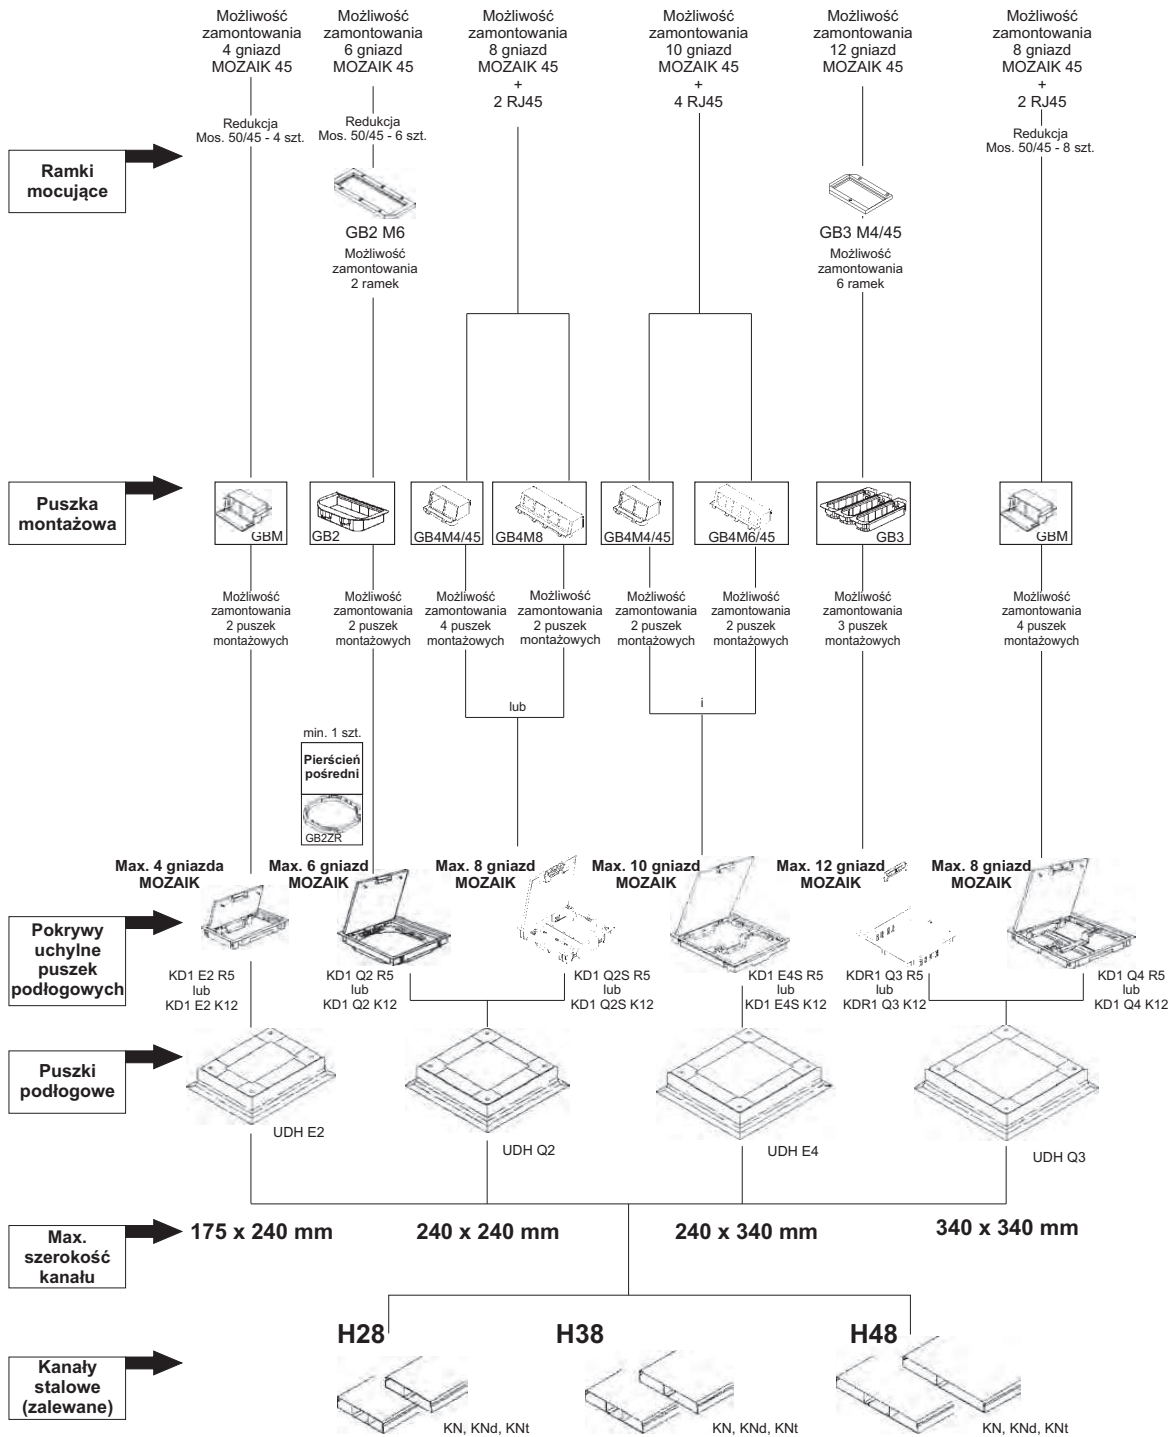 Możliwość
zamontowania
4 gniazd
MOZAIK 45
Możliwość
zamontowania
6 gniazd
MOZAIK 45
Możliwość
zamontowania
8 gniazd
MOZAIK 45
+
2 RJ45
Możliwość
zamontowania
10 gniazd
MOZAIK 45
+
4 RJ45
Możliwość
zamontowania
12 gniazd
MOZAIK 45
Możliwość
zamontowania
8 gniazd
MOZAIK 45
+
2 RJ45
Redukcja
Mos. 50/45 - 4 szt.
Redukcja
Mos. 50/45 - 6 szt.
Redukcja
Mos. 50/45 - 8 szt.
Ramki
mocujące
GB2 M6
Możliwość
zamontowania
2 ramek
GB3 M4/45
Możliwość
zamontowania
6 ramek
Puszka
montażowa
GBM
GB2
GB4M4/45
GB4M8
GB4M4/45
GB4M6/45
GB3
GBM
Możliwość
zamontowania
2 puszek
montażowych
Możliwość
zamontowania
2 puszek
montażowych
Możliwość
zamontowania
4 puszek
montażowych
Możliwość
zamontowania
2 puszek
montażowych
Możliwość
zamontowania
2 puszek
montażowych
Możliwość
zamontowania
2 puszek
montażowych
Możliwość
zamontowania
3 puszek
montażowych
Możliwość
zamontowania
4 puszek
montażowych
lub
i
min. 1 szt.
Pierścień
pośredni
GB2ZR
Max. 4 gniazda
MOZAIK
Max. 6 gniazd
MOZAIK
Max. 8 gniazd
MOZAIK
Max. 10 gniazd
MOZAIK
Max. 12 gniazd
MOZAIK
Max. 8 gniazd
MOZAIK
Pokrywy
uchylne
puszek
podłogowych
KD1 E2 R5
lub
KD1 E2 K12
KD1 Q2 R5
lub
KD1 Q2 K12
KD1 Q2S R5
lub
KD1 Q2S K12
KD1 E4S R5
lub
KD1 E4S K12
KDR1 Q3 R5
lub
KDR1 Q3 K12
KD1 Q4 R5
lub
KD1 Q4 K12
Puszki
podłogowe
UDH E2
UDH Q2
UDH E4
UDH Q3
Max.
szerokość
kanału
175 x 240 mm
240 x 240 mm
240 x 340 mm
340 x 340 mm
H28
H38
H48
Kanały
stalowe
(zalewane)
KN, KNd, KNt
KN, KNd, KNt
KN, KNd, KNt